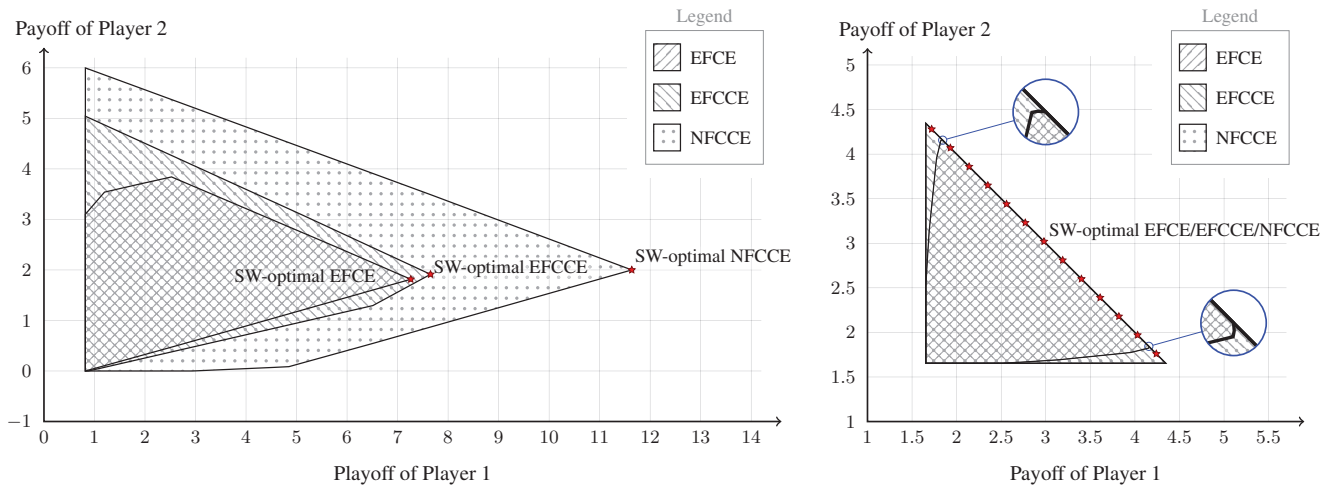 Payoff of Player 2
Legend
EFCE
EFCCE
NFCCE
6
5
4
3
2
1
0
−1
SW-optimal EFCE
SW-optimal EFCCE
SW-optimal NFCCE
0 1 2 3 4 5 6 7 8 9 10 11 12 13 14
Playoff of Player 1
Payoff of Player 2
Legend
EFCE
EFCCE
NFCCE
5
4.5
4
3.5
3
2.5
2
1.5
1
SW-optimal EFCE/EFCCE/NFCCE
1 1.5 2 2.5 3 3.5 4 4.5 5 5.5
Payoff of Player 1